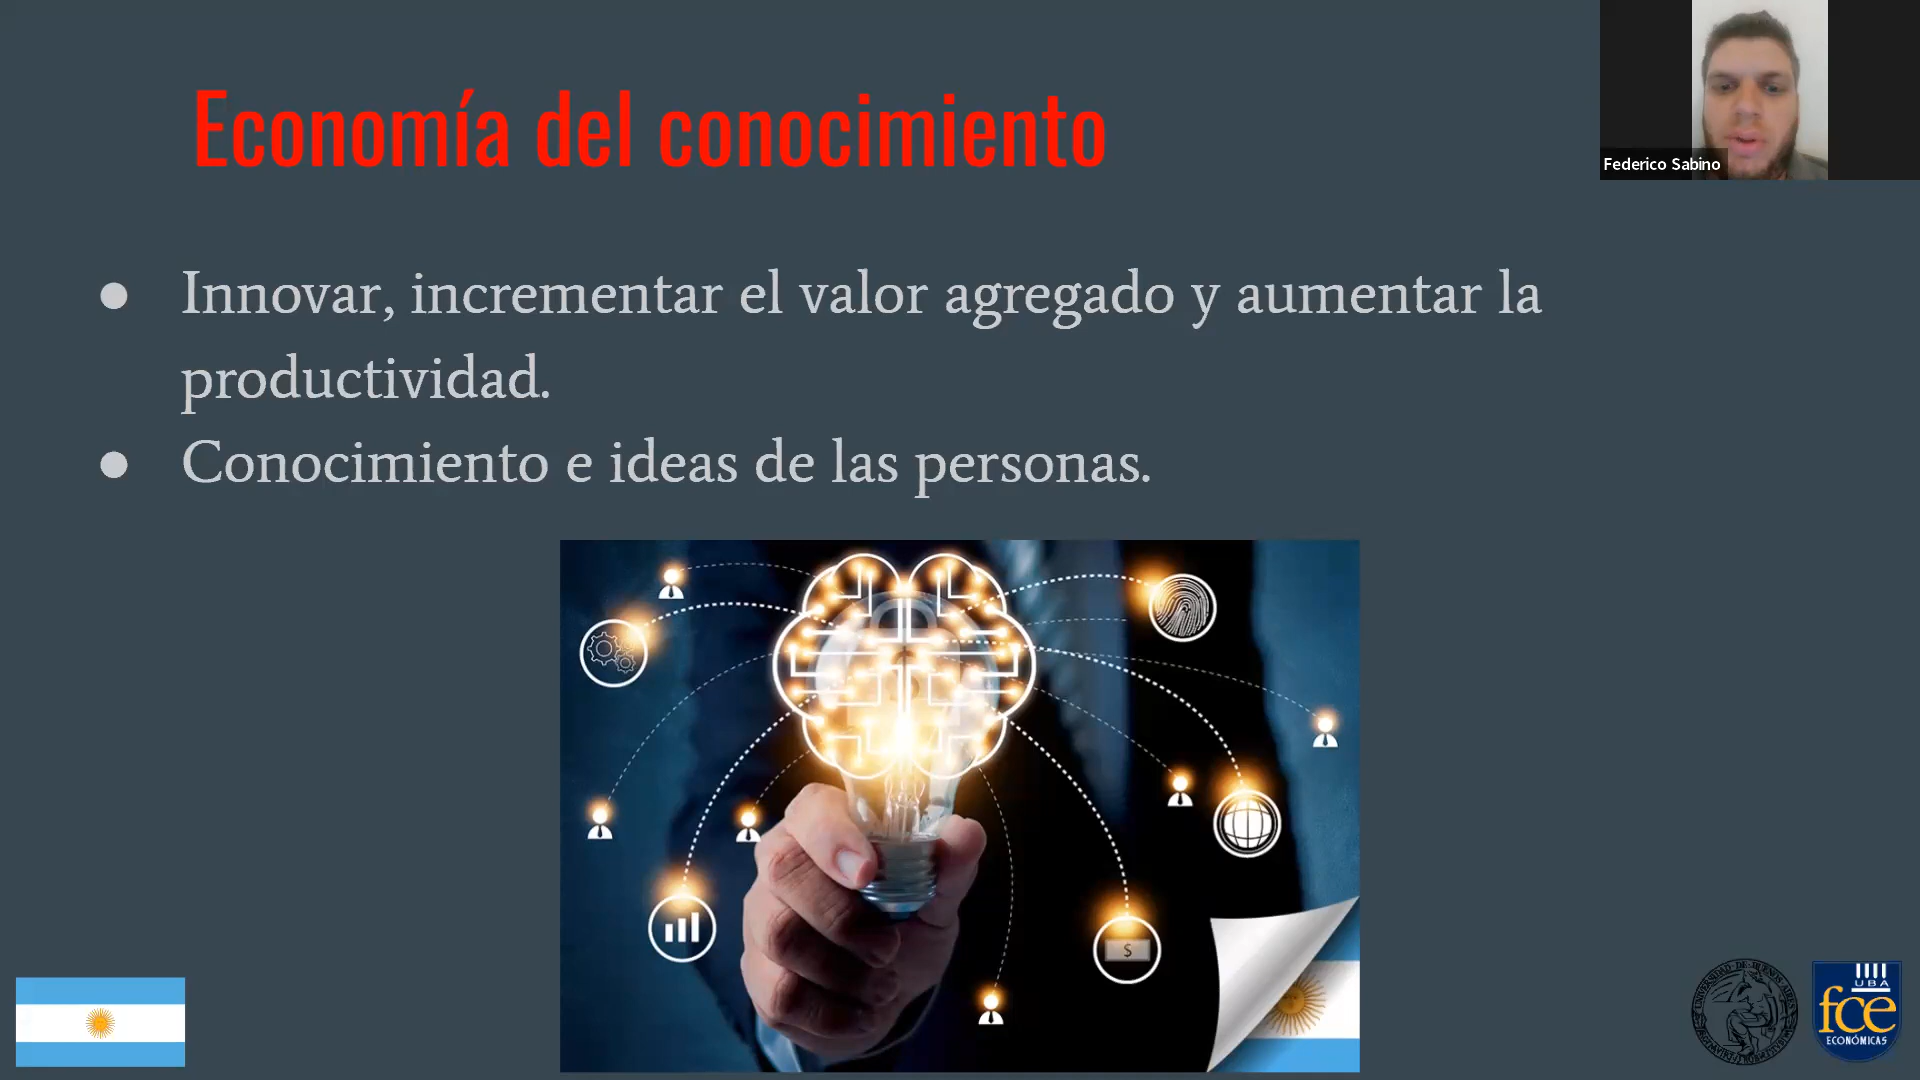 Economía del conocimiento
Federico Sabino
● Innovar, incrementar el valor agregado y aumentar la
productividad.
● Conocimiento e ideas de las personas.
$
UBA
fce
ECONÓMICAS